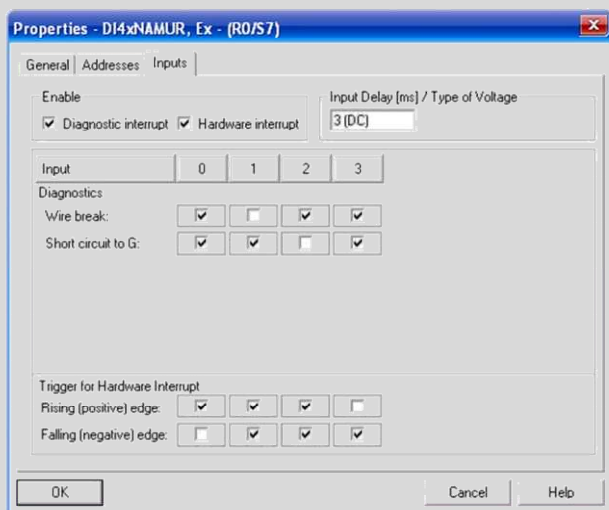 Properties - DI4xNAMUR, Ex - (R0/S7)
General Addresses Inputs
Enable
Diagnostic interrupt Hardware interrupt
Input Delay [ms] / Type of Voltage
3 (DC)
Input 0 1 2 3
Diagnostics
Wire break:
Short circuit to G:
Trigger for Hardware Interrupt
Rising (positive) edge:
Falling (negative) edge:
OK Cancel Help